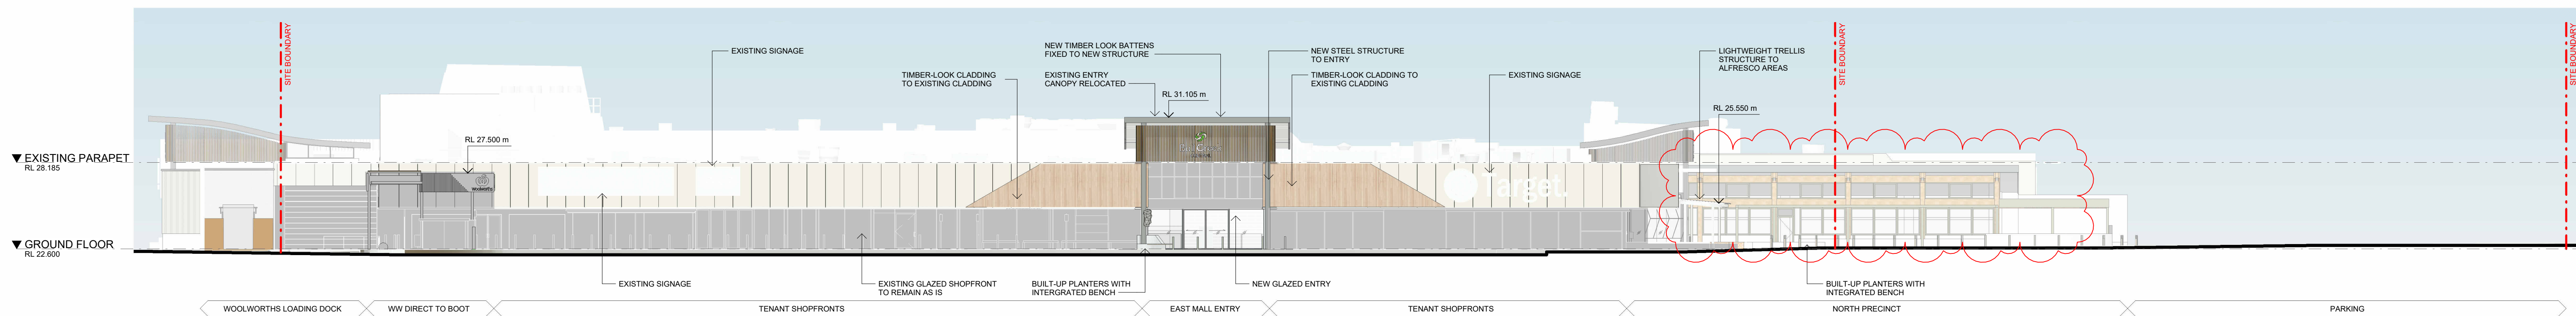 SITE BOUNDARY
EXISTING SIGNAGE
NEW TIMBER LOOK BATTENS
FIXED TO NEW STRUCTURE
NEW STEEL STRUCTURE
TO ENTRY
LIGHTWEIGHT TRELLIS
STRUCTURE TO
ALFRESCO AREAS
SITE BOUNDARY
SITE BOUNDARY
TIMBER-LOOK CLADDING
TO EXISTING CLADDING
EXISTING ENTRY
CANOPY RELOCATED
TIMBER-LOOK CLADDING TO
EXISTING CLADDING
EXISTING SIGNAGE
RL 31.105 m
RL 25.550 m
RL 27.500 m
EXISTING PARAPET
RL 28.185
Woolworths
Target.
GROUND FLOOR
RL 22.600
EXISTING SIGNAGE
EXISTING GLAZED SHOPFRONT
TO REMAIN AS IS
BUILT-UP PLANTERS WITH
INTERGRATED BENCH
NEW GLAZED ENTRY
BUILT-UP PLANTERS WITH
INTEGRATED BENCH
WOOLWORTHS LOADING DOCK
WW DIRECT TO BOOT
TENANT SHOPFRONTS
EAST MALL ENTRY
TENANT SHOPFRONTS
NORTH PRECINCT
PARKING